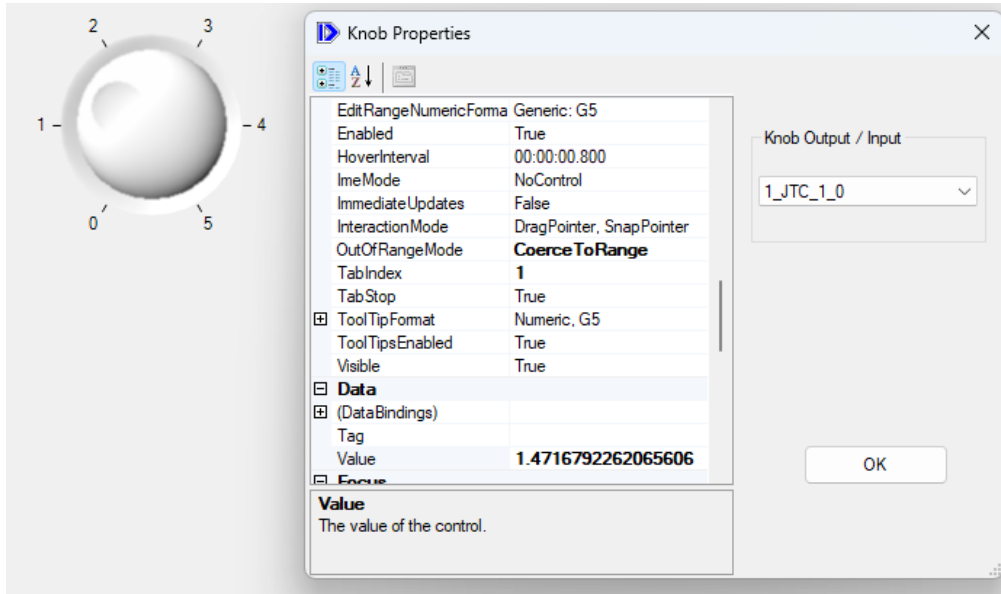 2
3
1
4
0
5
Knob Properties
EditRangeNumericForma Generic: G5
Enabled True
HoverInterval 00:00:00.800
ImeMode NoControl
ImmediateUpdates False
InteractionMode DragPointer, SnapPointer
OutOfRangeMode CoerceToRange
TabIndex 1
TabStop True
ToolTipFormat Numeric, G5
ToolTipsEnabled True
Visible True
Data
(DataBindings)
Tag
Value 1.4716792262065606
Focus
Value
The value of the control.
Knob Output / Input
1_JTC_1_0
OK